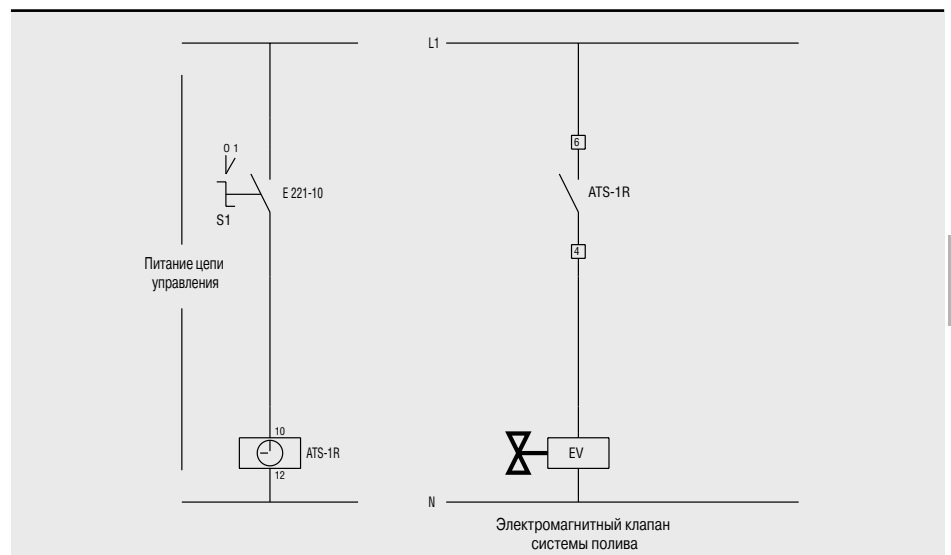 L1
6
0 1
E 221-10
ATS-1R
S1
4
Питание цепи
управления
10
ATS-1R
EV
12
N
Электромагнитный клапан
системы полива